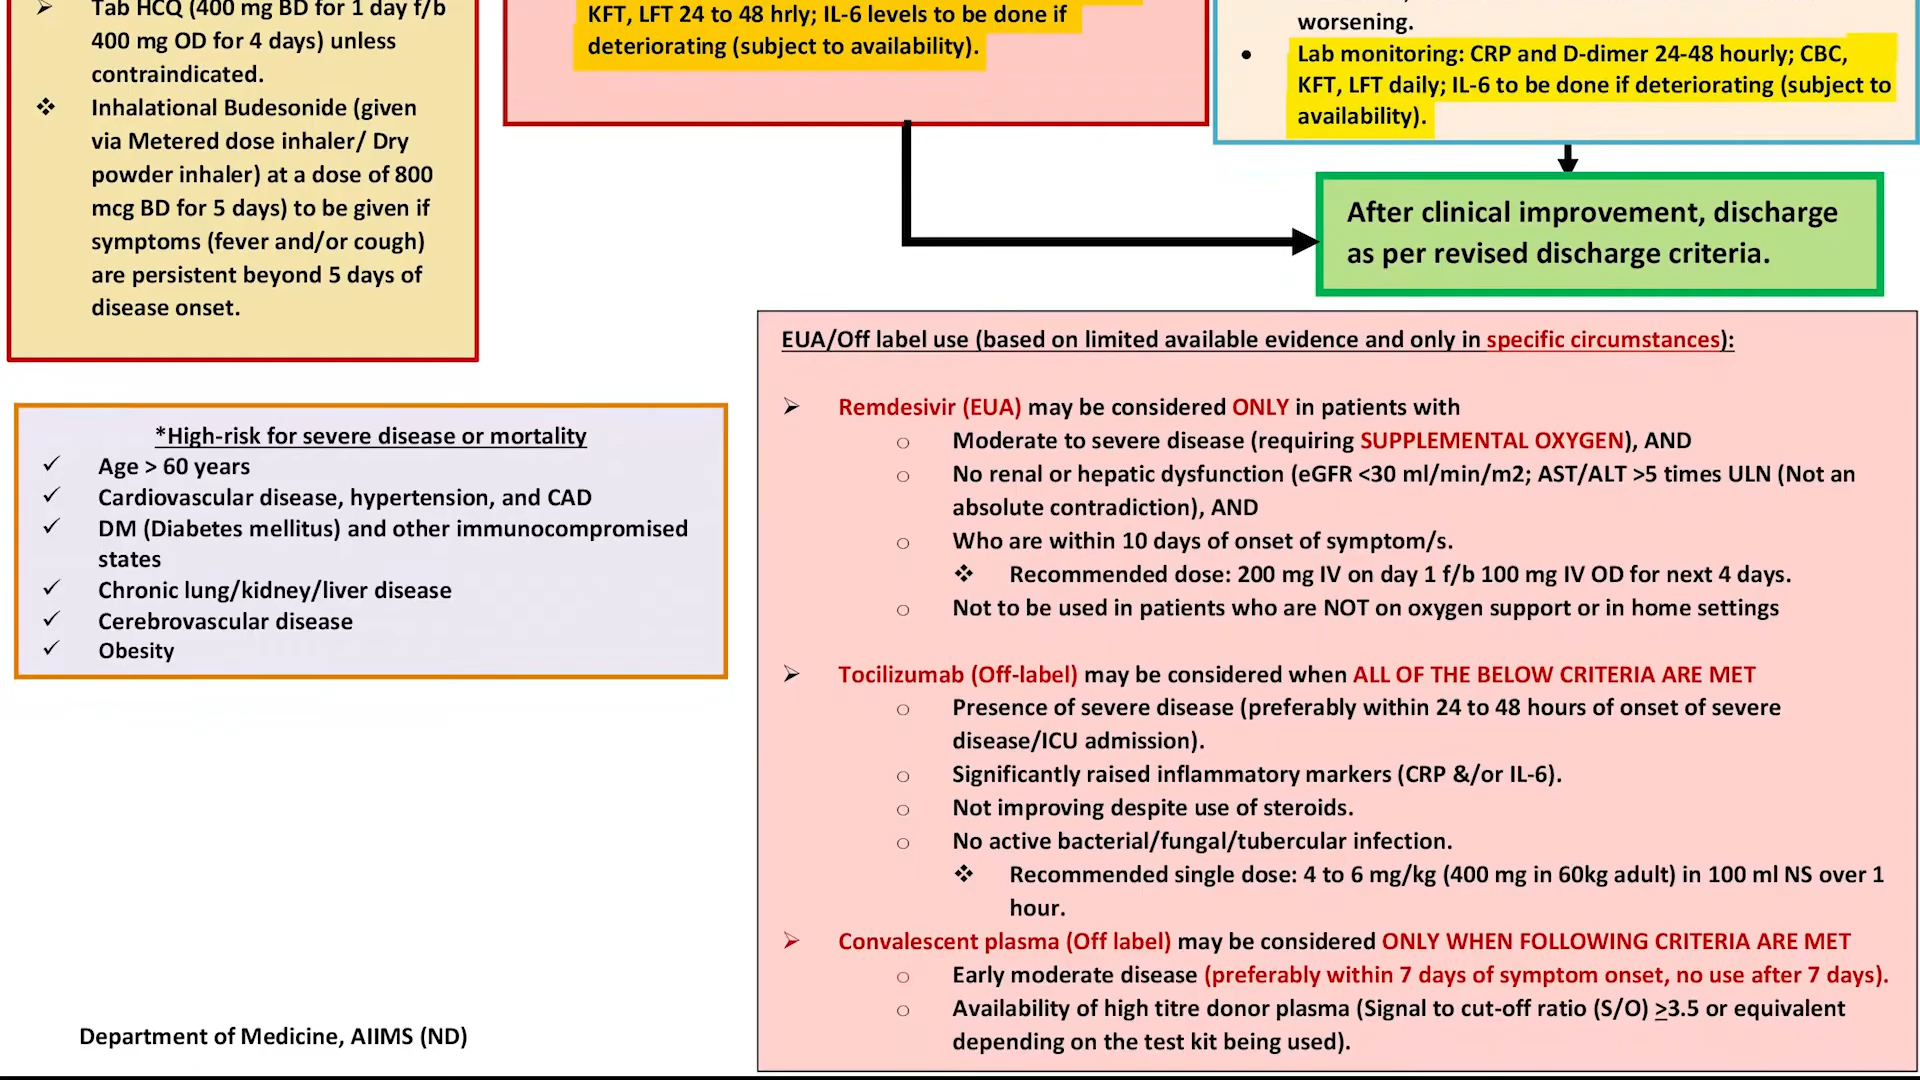 Tab HCQ (400 mg BD for 1 day f/b
400 mg OD for 4 days) unless
contraindicated.
Inhalational Budesonide (given
via Metered dose inhaler/ Dry
powder inhaler) at a dose of 800
mcg BD for 5 days) to be given if
symptoms (fever and/or cough)
are persistent beyond 5 days of
disease onset.
KFT, LFT 24 to 48 hrly; IL-6 levels to be done if
deteriorating (subject to availability).
worsening.
Lab monitoring: CRP and D-dimer 24-48 hourly; CBC,
KFT, LFT daily; IL-6 to be done if deteriorating (subject to
availability).
After clinical improvement, discharge
as per revised discharge criteria.
*High-risk for severe disease or mortality
Age > 60 years
Cardiovascular disease, hypertension, and CAD
DM (Diabetes mellitus) and other immunocompromised
states
Chronic lung/kidney/liver disease
Cerebrovascular disease
Obesity
EUA/Off label use (based on limited available evidence and only in specific circumstances):
Remdesivir (EUA) may be considered ONLY in patients with
Moderate to severe disease (requiring SUPPLEMENTAL OXYGEN), AND
No renal or hepatic dysfunction (eGFR <30 ml/min/m2; AST/ALT >5 times ULN (Not an
absolute contradiction), AND
Who are within 10 days of onset of symptom/s.
Recommended dose: 200 mg IV on day 1 f/b 100 mg IV OD for next 4 days.
Not to be used in patients who are NOT on oxygen support or in home settings
Tocilizumab (Off-label) may be considered when ALL OF THE BELOW CRITERIA ARE MET
Presence of severe disease (preferably within 24 to 48 hours of onset of severe
disease/ICU admission).
Significantly raised inflammatory markers (CRP &/or IL-6).
Not improving despite use of steroids.
No active bacterial/fungal/tubercular infection.
Recommended single dose: 4 to 6 mg/kg (400 mg in 60kg adult) in 100 ml NS over 1
hour.
Convalescent plasma (Off label) may be considered ONLY WHEN FOLLOWING CRITERIA ARE MET
Early moderate disease (preferably within 7 days of symptom onset, no use after 7 days).
Availability of high titre donor plasma (Signal to cut-off ratio (S/O) ≥3.5 or equivalent
depending on the test kit being used).
Department of Medicine, AIIMS (ND)